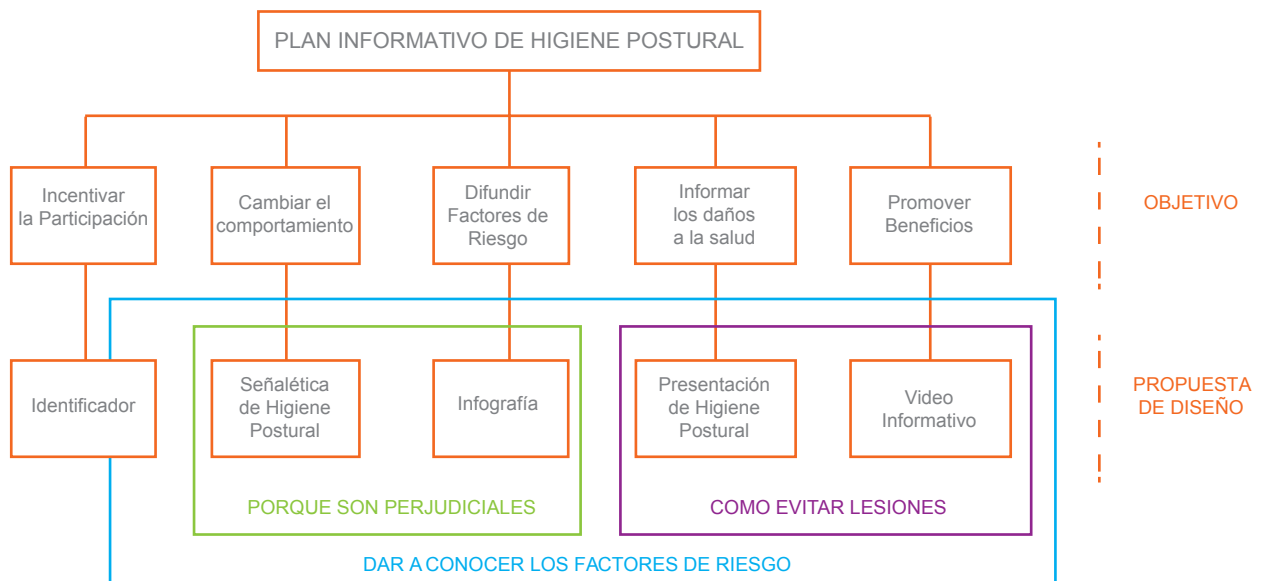 PLAN INFORMATIVO DE HIGIENE POSTURAL
Incentivar
la Participación
Cambiar el
comportamiento
Difundir
Factores de
Riesgo
Informar
los daños
a la salud
Promover
Beneficios
OBJETIVO
Identificador
Señalética
de Higiene
Postural
Infografía
Presentación
de Higiene
Postural
Video
Informativo
PROPUESTA
DE DISEÑO
PORQUE SON PERJUDICIALES
COMO EVITAR LESIONES
DAR A CONOCER LOS FACTORES DE RIESGO